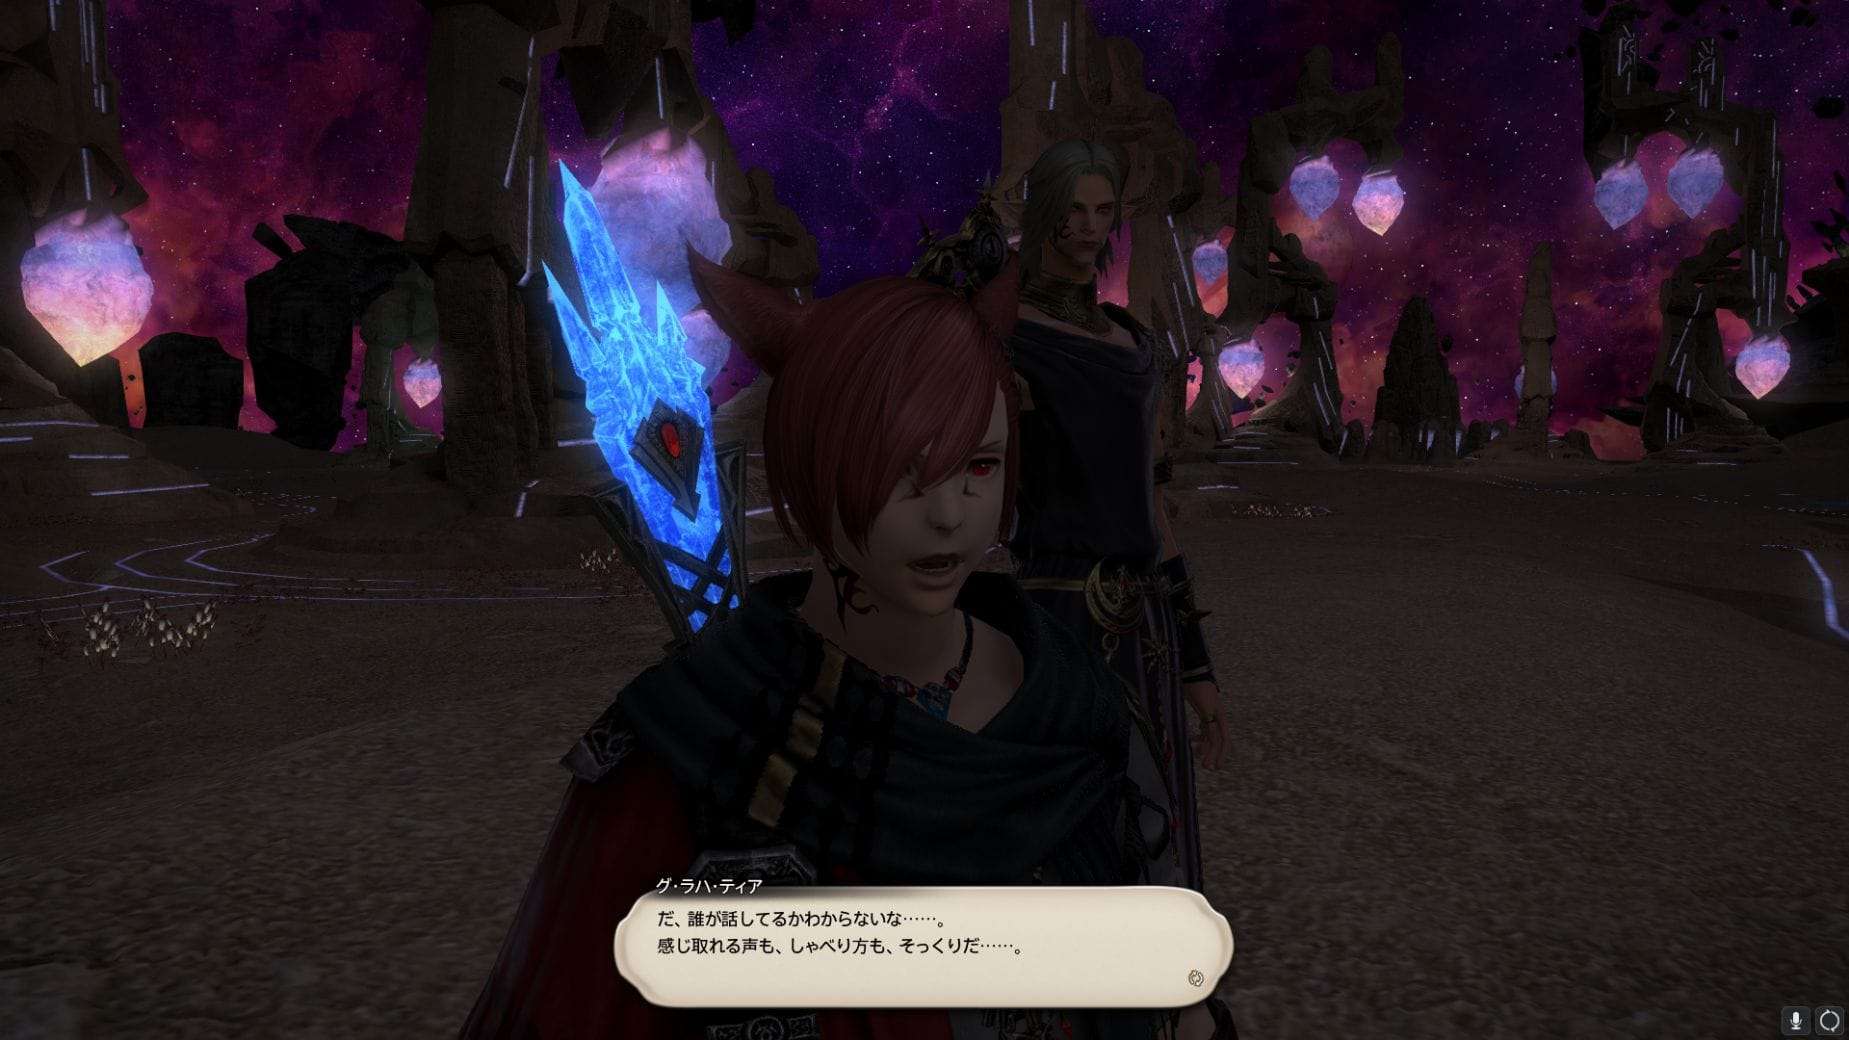 グ・ラハ・ティア
だ、誰が話してるかわからないな……。
感じ取れる声も、しゃべり方も、そっくりだ……。